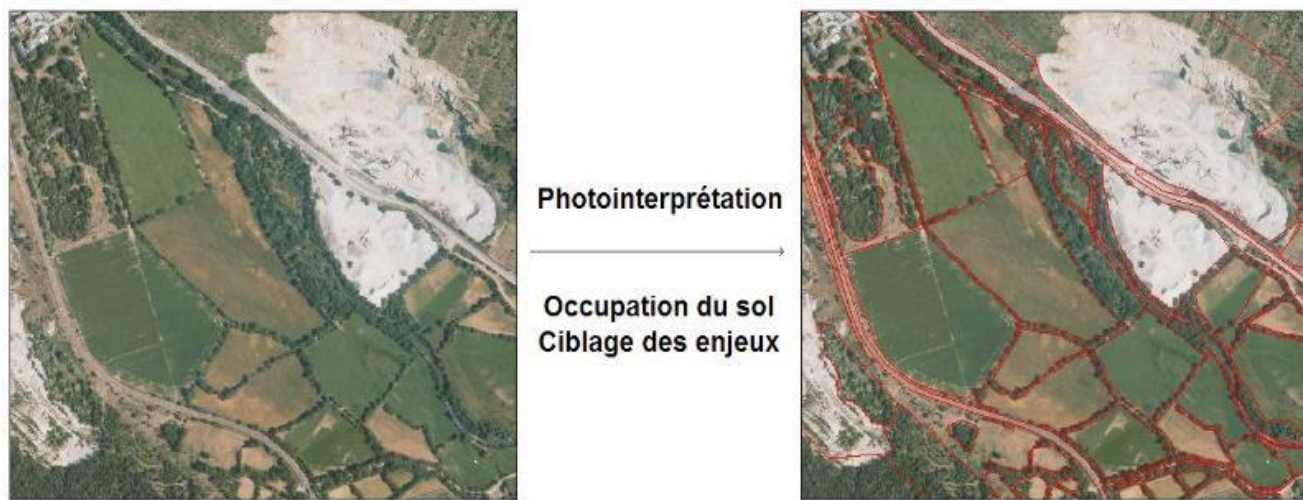 Photointerprétation
Occupation du sol
Ciblage des enjeux